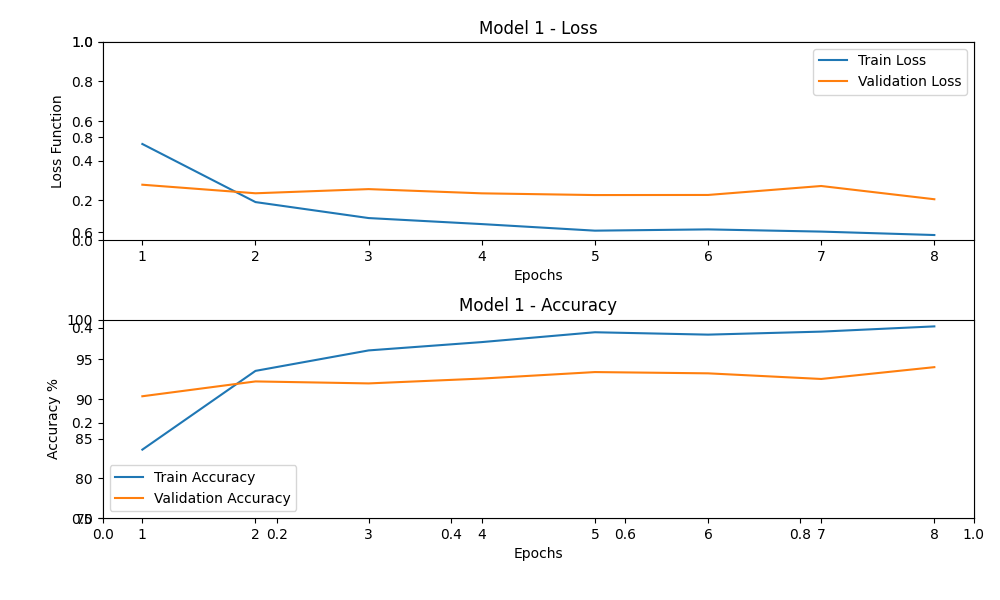 Model 1 - Loss
1.0
1.0
Train Loss
Validation Loss
0.8
0.6
0.8
0.4
0.2
0.6
0.0
Loss Function
1 2 3 4 5 6 7 8
Epochs
Model 1 - Accuracy
100
0.4
95
90
0.2
85
80
75
0.0
Accuracy %
Train Accuracy
Validation Accuracy
0.0 1 2 0.2 3 0.4 4 5 0.6 6 0.8 7 8 1.0
Epochs